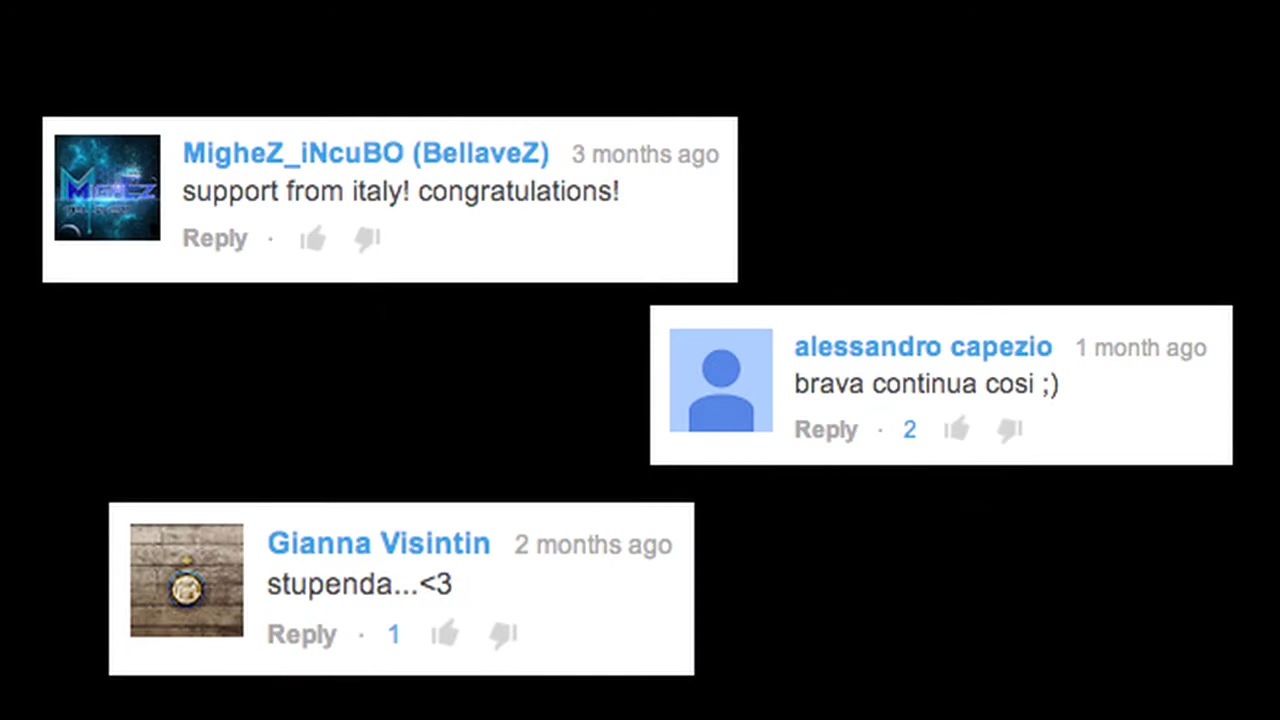 MigheZ_iNcuBO (BellaveZ) 3 months ago
support from italy! congratulations!
Reply ·
alessandro capezio 1 month ago
brava continua cosi ;)
Reply · 2
Gianna Visintin 2 months ago
stupenda...<3
Reply · 1